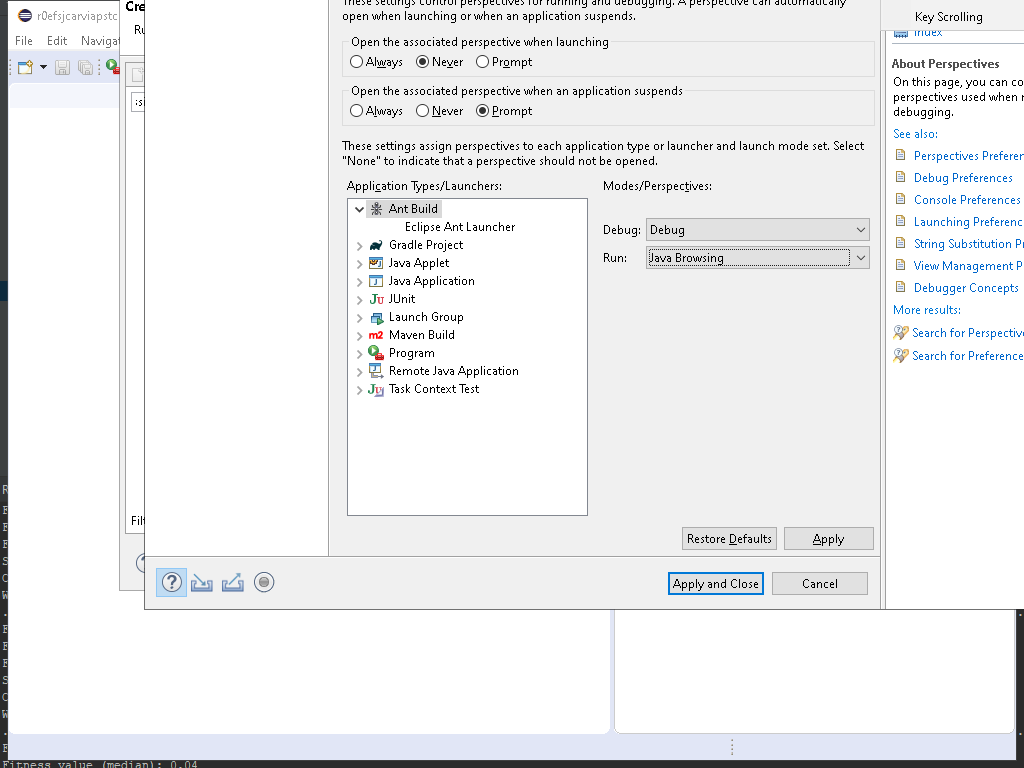 r0efsjcarviapstc
File Edit Navigat
Cre
Ru
Filt
These settings control perspectives for running and debugging. A perspective can automatically
open when launching or when an application suspends.
Open the associated perspective when launching
Always Never Prompt
Open the associated perspective when an application suspends
Always Never Prompt
These settings assign perspectives to each application type or launcher and launch mode set. Select
"None" to indicate that a perspective should not be opened.
Application Types/Launchers:
Ant Build
Eclipse Ant Launcher
Gradle Project
Java Applet
Java Application
JUnit
Launch Group
Maven Build
Program
Remote Java Application
Task Context Test
Modes/Perspectives:
Debug: Debug
Run: Java Browsing
Restore Defaults Apply
Apply and Close Cancel
Key Scrolling
Index
About Perspectives
On this page, you can co
perspectives used when r
debugging.
See also:
Perspectives Preferen
Debug Preferences
Console Preferences
Launching Preferenc
String Substitution Pr
View Management P
Debugger Concepts
More results:
Search for Perspective
Search for Preference
Fitness value (median): 0.04